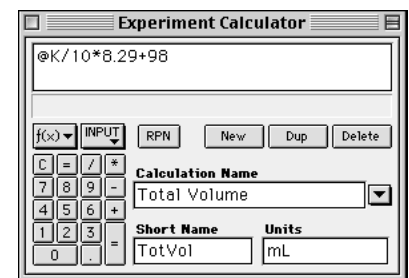 Experiment Calculator
@K/10*8.29+98
f(x) INPUT RPN New Dup Delete
C = / *
7 8 9 -
4 5 6 +
1 2 3 =
0 .
Calculation Name
Total Volume
Short Name Units
TotVol mL